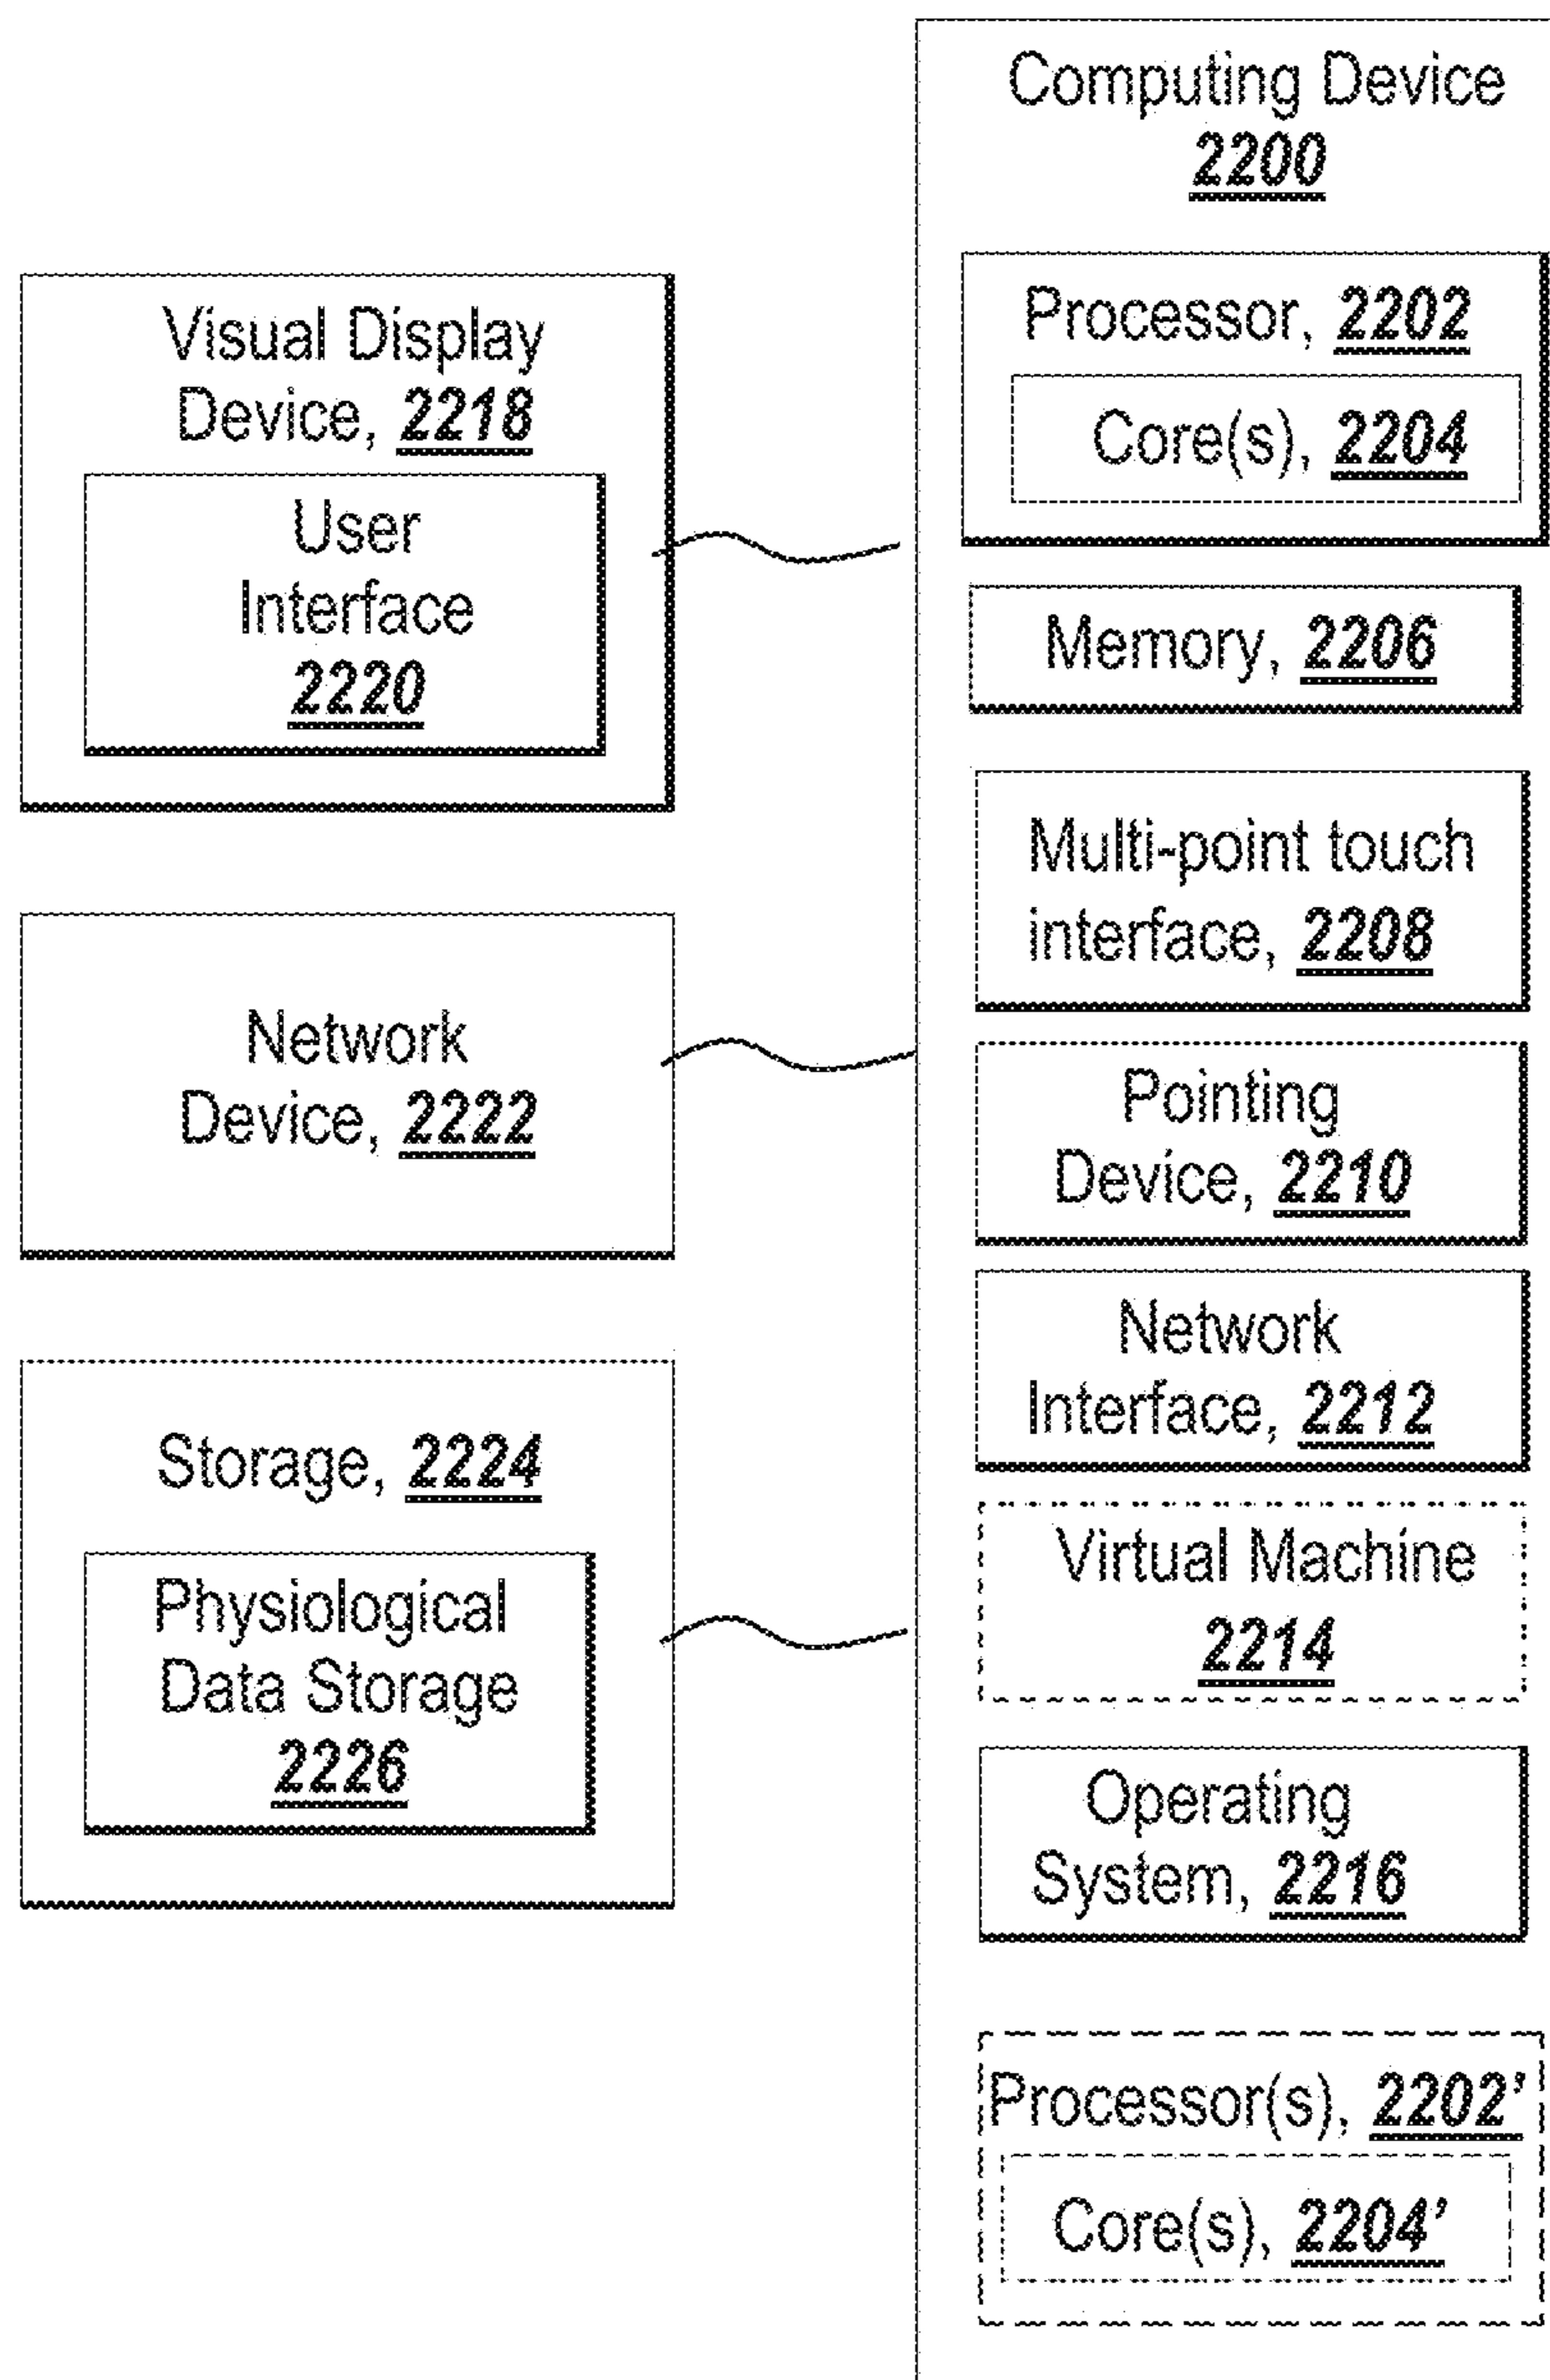 Computing Device
2200
Processor, 2202
Core(s), 2204
Memory, 2206
Multi-point touch
interface, 2208
Pointing
Device, 2210
Network
Interface, 2212
Virtual Machine
2214
Operating
System, 2216
Processor(s), 2202’
Core(s), 2204’
Visual Display
Device, 2218
User
Interface
2220
Network
Device, 2222
Storage, 2224
Physiological
Data Storage
2226